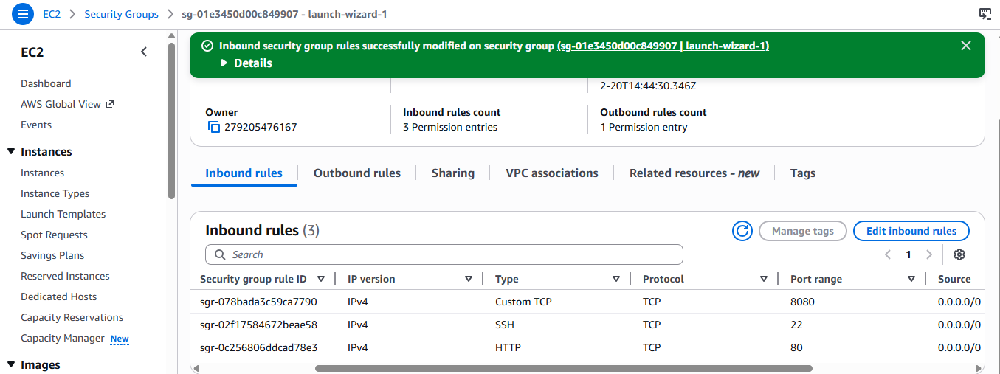 EC2 > Security Groups > sg-01e3450d00c849907 - launch-wizard-1
EC2
Dashboard
AWS Global View
Events
Instances
Instances
Instance Types
Launch Templates
Spot Requests
Savings Plans
Reserved Instances
Dedicated Hosts
Capacity Reservations
Capacity Manager New
Images
Inbound security group rules successfully modified on security group (sg-01e3450d00c849907 | launch-wizard-1)
Details
2-20T14:44:30.346Z
Owner Inbound rules count Outbound rules count
279205476167 3 Permission entries 1 Permission entry
Inbound rules Outbound rules Sharing VPC associations Related resources - new Tags
Inbound rules (3) Manage tags Edit inbound rules
Search 1
Security group rule ID IP version Type Protocol Port range Source
sgr-078bada3c59ca7790 IPv4 Custom TCP TCP 8080 0.0.0.0/0
sgr-02f17584672beae58 IPv4 SSH TCP 22 0.0.0.0/0
sgr-0c256806ddcad78e3 IPv4 HTTP TCP 80 0.0.0.0/0